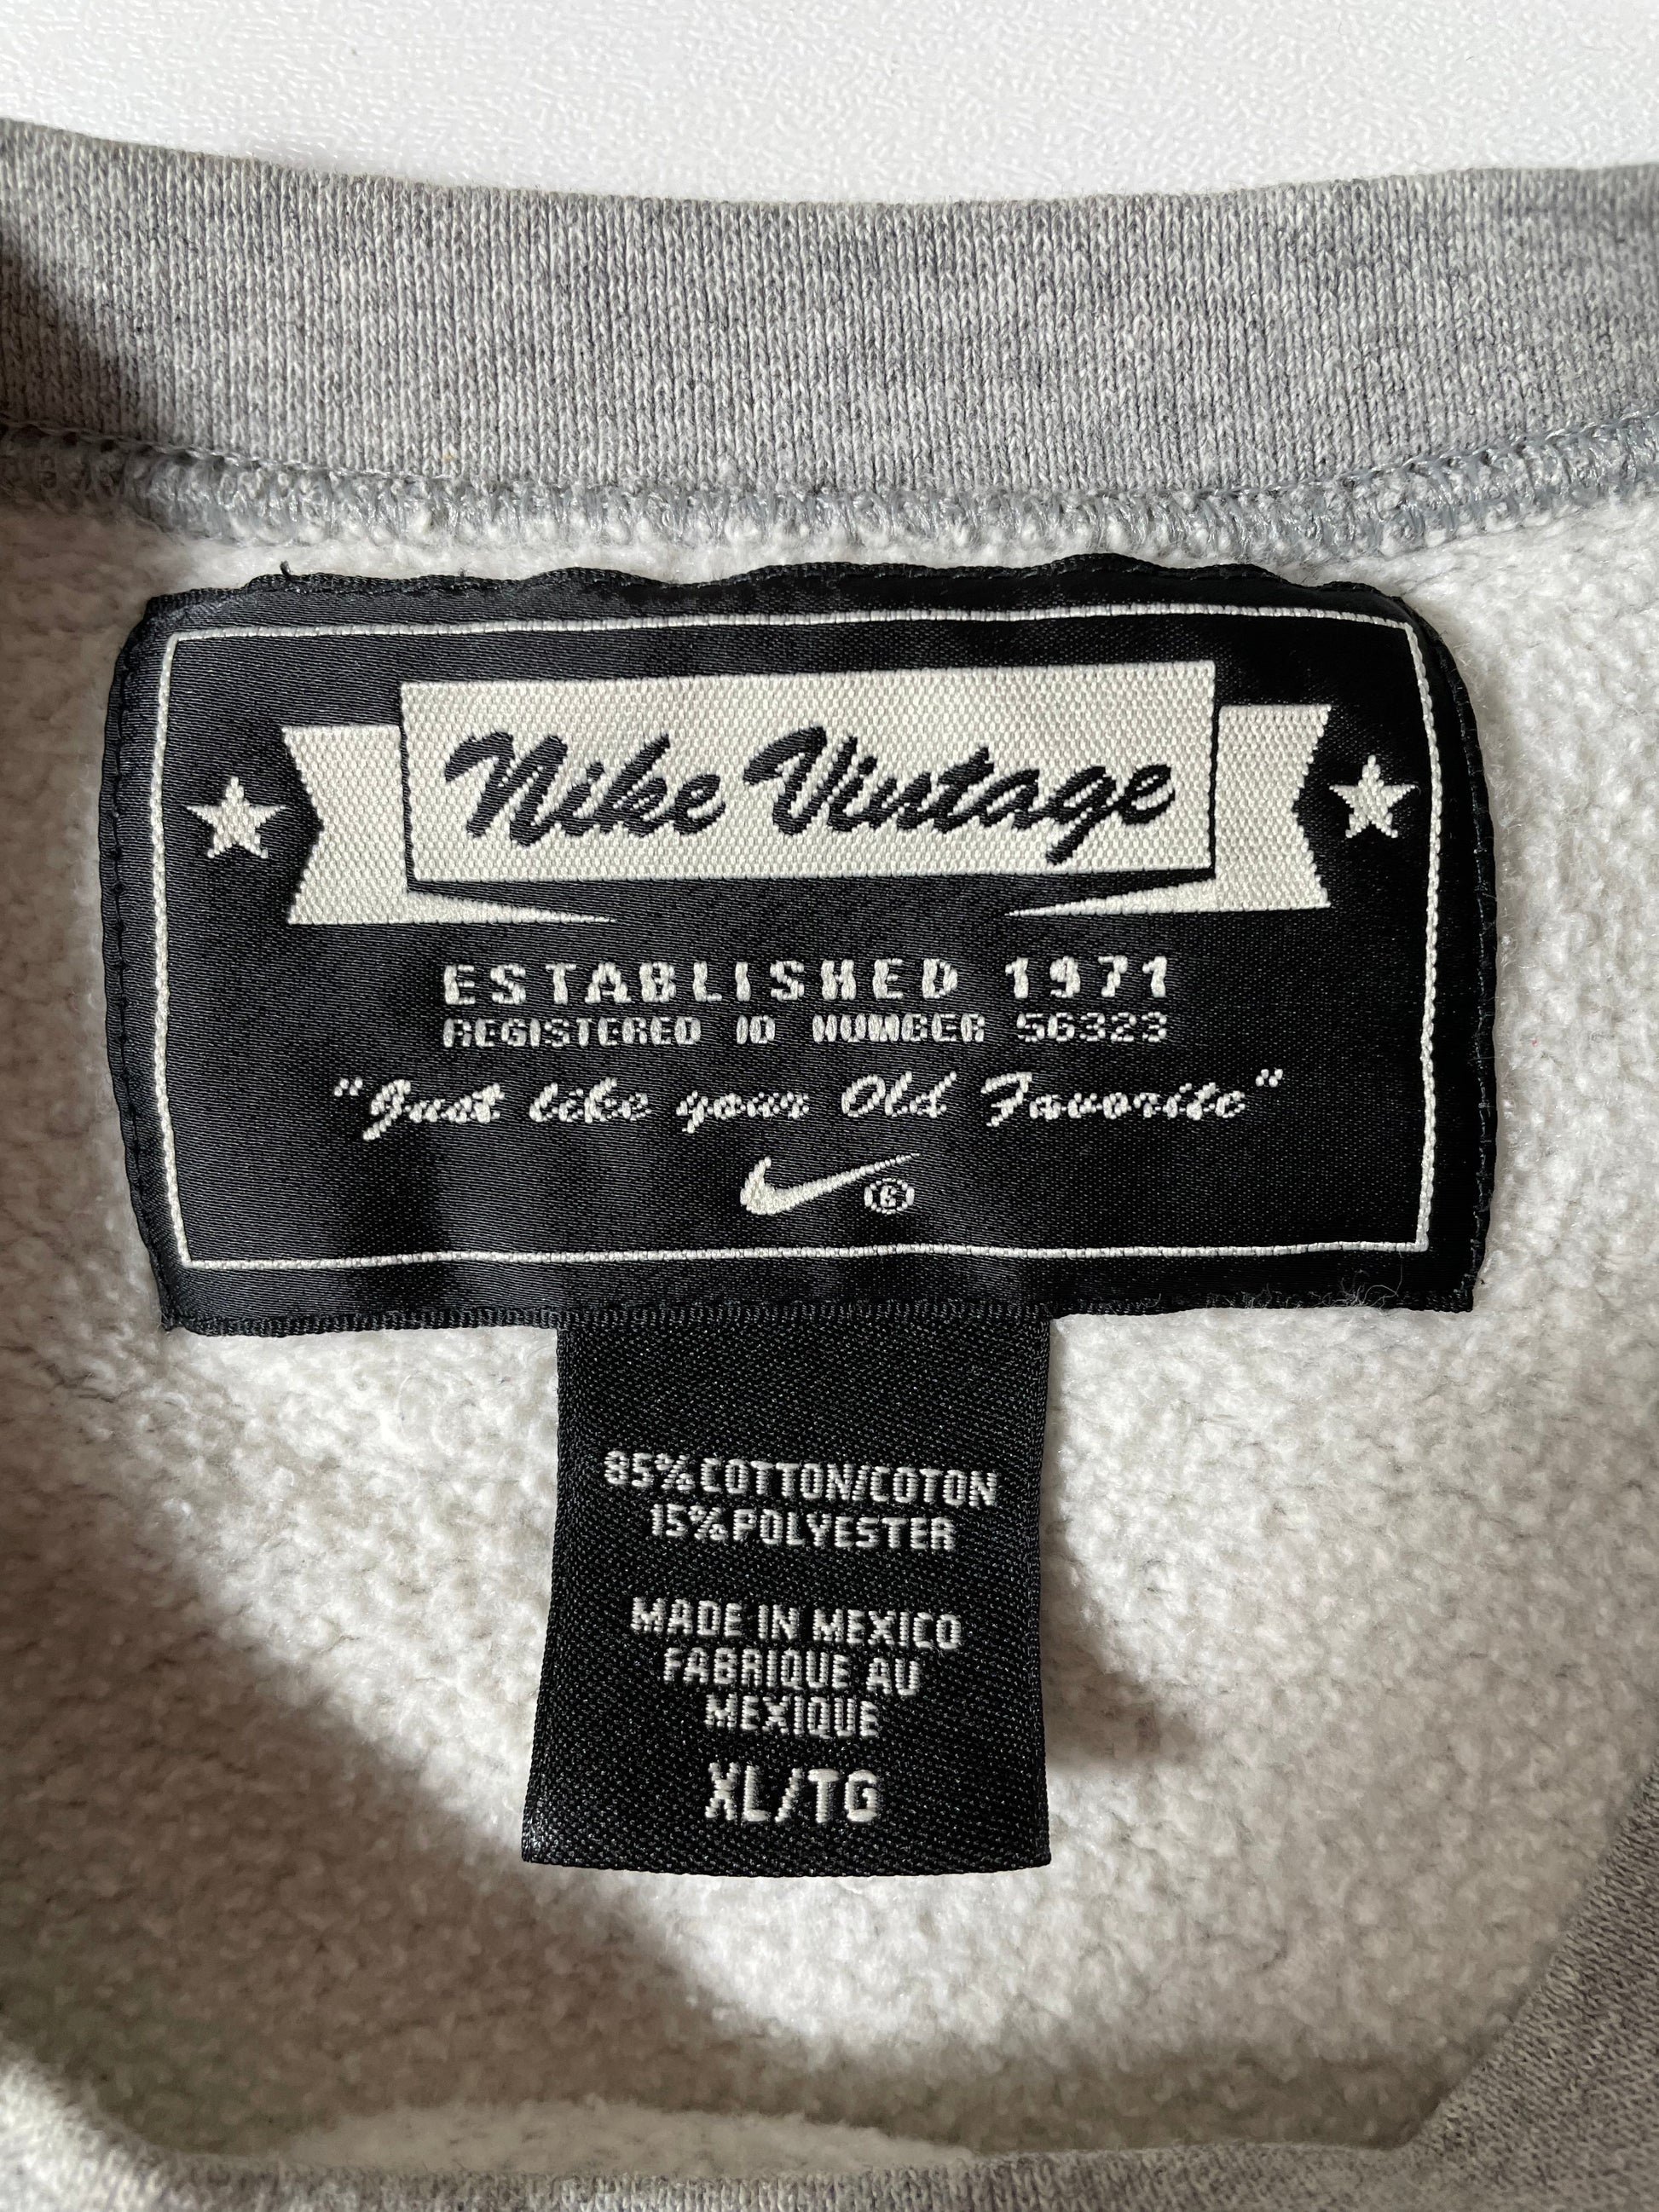 Nike Vintage
ESTABLISHED 1971
REGISTERED ID NUMBER 56323
"Just like your Old Favorite"
®
85% COTTON/COTON
15% POLYESTER
MADE IN MEXICO
FABRIQUE AU
MEXIQUE
XL/TG